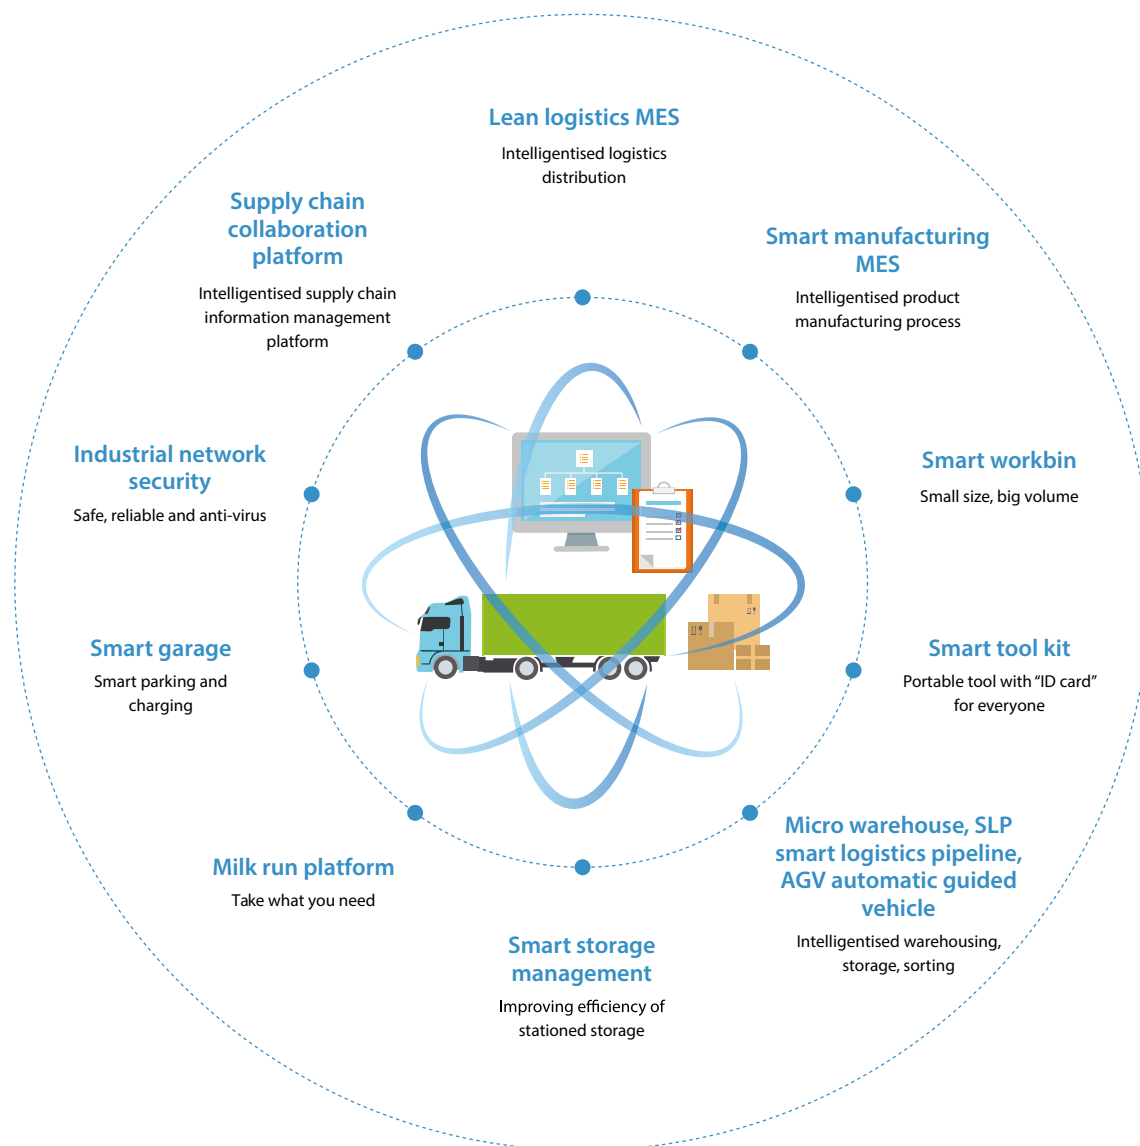 Lean logistics MES
Intelligentised logistics
distribution
Supply chain
collaboration
platform
Intelligentised supply chain
information management
platform
Smart manufacturing
MES
Intelligentised product
manufacturing process
Industrial network
security
Safe, reliable and anti-virus
Smart workbin
Small size, big volume
Smart garage
Smart parking and
charging
Smart tool kit
Portable tool with “ID card”
for everyone
Milk run platform
Take what you need
Micro warehouse, SLP
smart logistics pipeline,
AGV automatic guided
vehicle
Intelligentised warehousing,
storage, sorting
Smart storage
management
Improving efficiency of
stationed storage